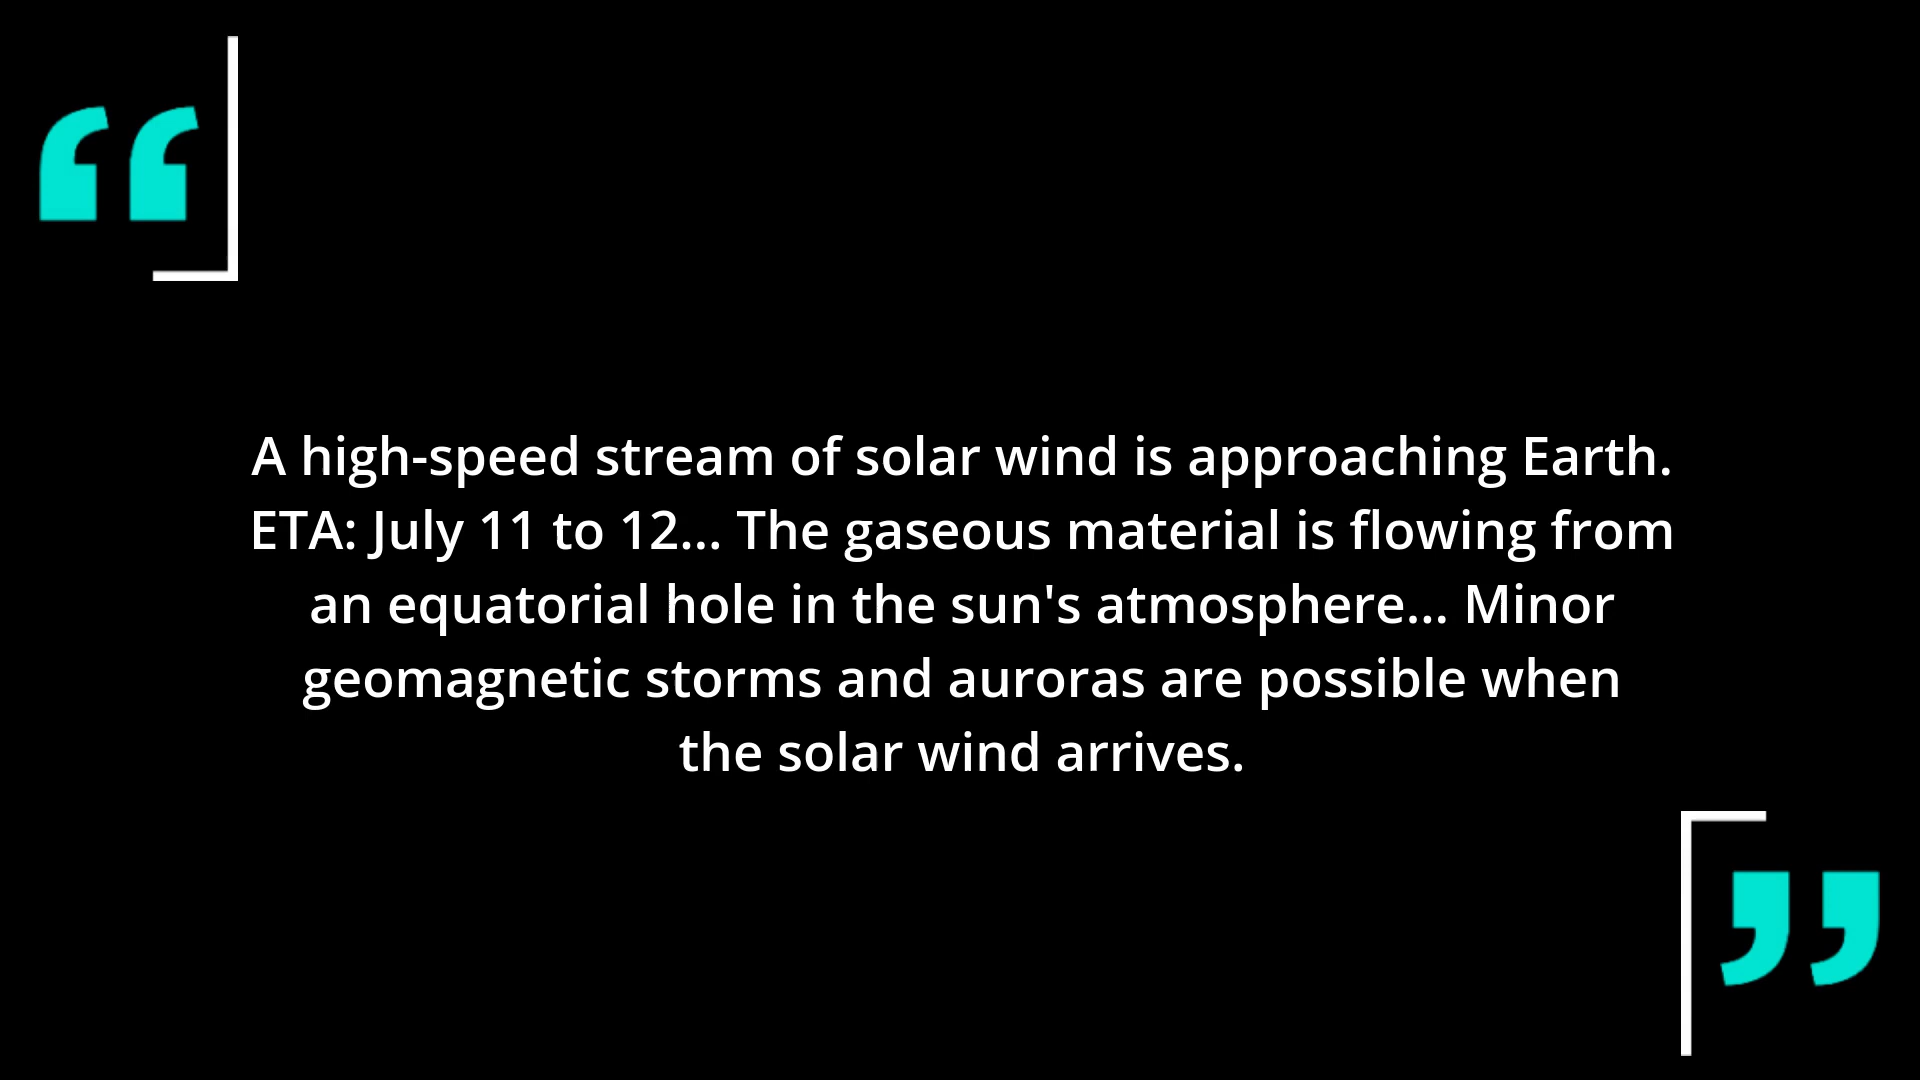 “
A high-speed stream of solar wind is approaching Earth.
ETA: July 11 to 12... The gaseous material is flowing from
an equatorial hole in the sun's atmosphere... Minor
geomagnetic storms and auroras are possible when
the solar wind arrives.
”